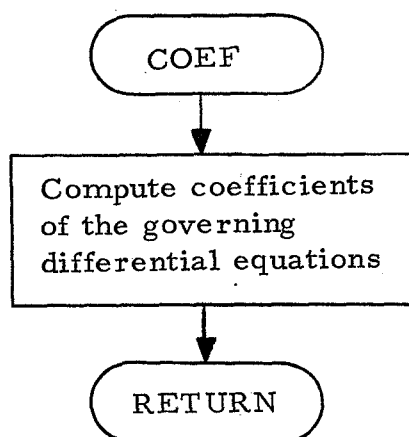 COEF
Compute coefficients
of the governing
differential equations
RETURN